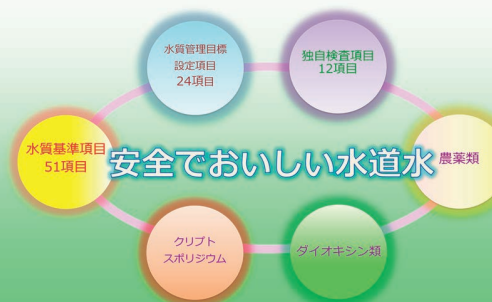 水質管理目標
設定項目
24項目
独自検査項目
12項目
水質基準項目
51項目
安全でおいしい水道水
農薬類
クリプト
スポリジウム
ダイオキシン類